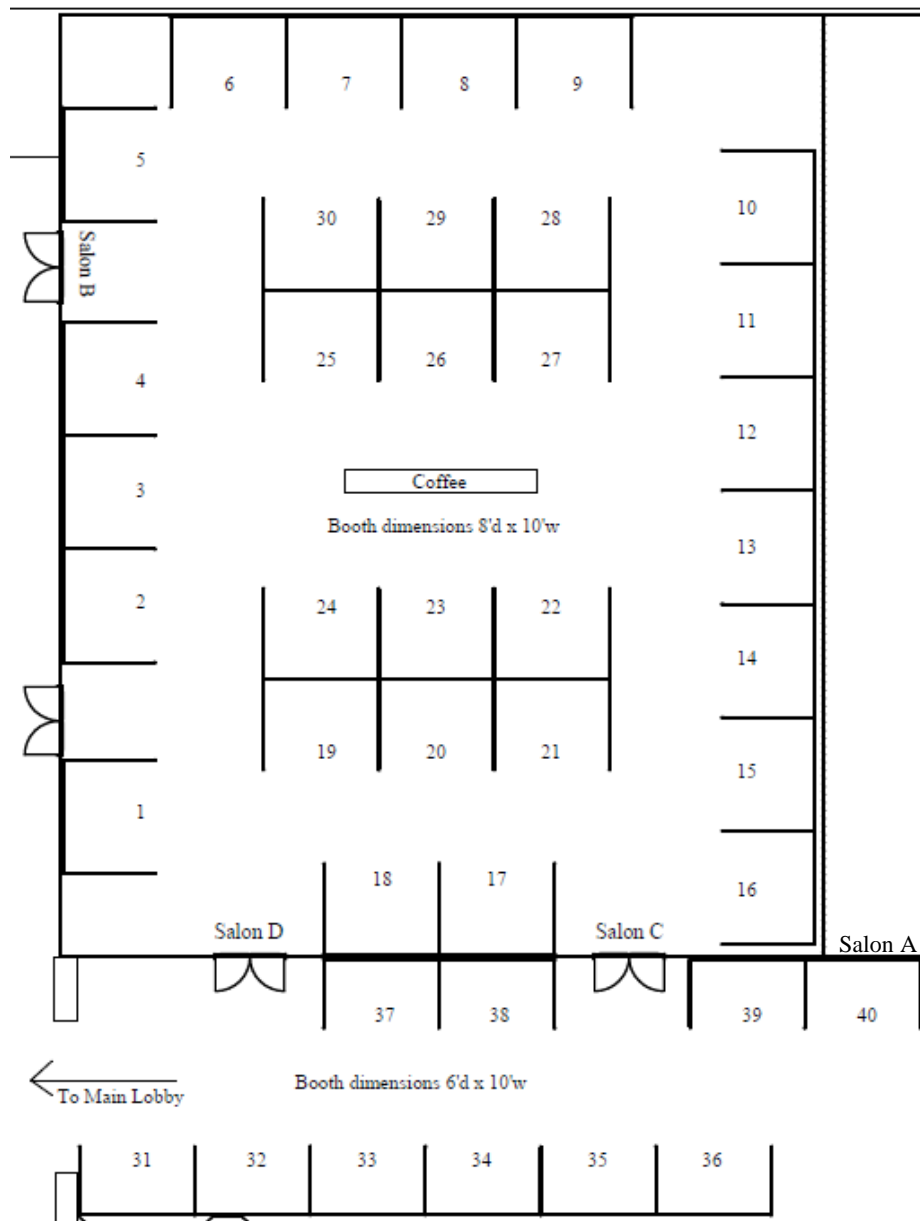 6 7 8 9
5
10
30 29 28
Salon B
11
25 26 27
4
12
Coffee
3
Booth dimensions 8'd x 10'w
13
2
24 23 22
14
19 20 21
15
1
18 17
16
Salon D
Salon C
Salon A
37 38 39 40
Booth dimensions 6'd x 10'w
To Main Lobby
31 32 33 34 35 36